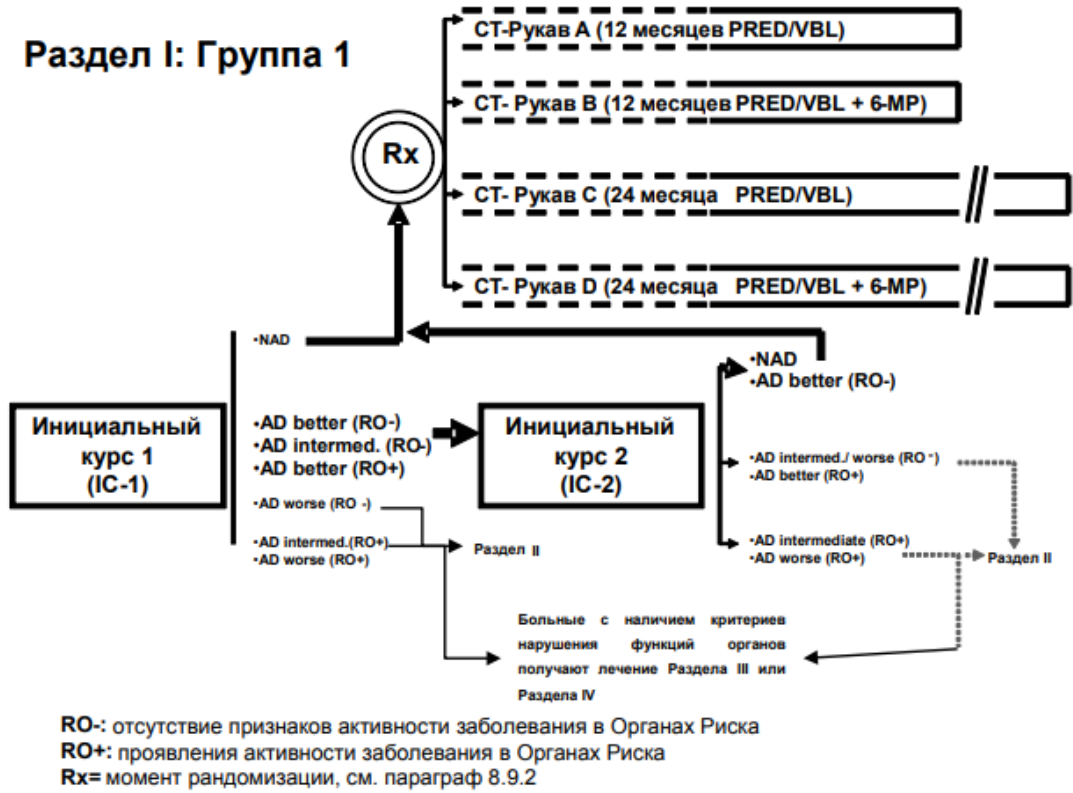 Раздел I: Группа 1
СТ-Рукав A (12 месяцев PRED/VBL)
СТ- Рукав B (12 месяцев PRED/VBL + 6-MP)
Rx
СТ- Рукав C (24 месяца PRED/VBL)
СТ- Рукав D (24 месяца PRED/VBL + 6-MP)
•NAD
Инициальный
курс 1
(IC-1)
•AD better (RO-)
•AD intermed. (RO-)
•AD better (RO+)
•AD worse (RO -)
•AD intermed.(RO+)
•AD worse (RO+)
Раздел II
Инициальный
курс 2
(IC-2)
•NAD
•AD better (RO-)
•AD intermed./ worse (RO -)
•AD better (RO+)
•AD intermediate (RO+)
•AD worse (RO+)
Раздел II
Больные с наличием критериев
нарушения функций органов
получают лечение Раздела III или
Раздела IV
RO-: отсутствие признаков активности заболевания в Органах Риска
RO+: проявления активности заболевания в Органах Риска
Rx= момент рандомизации, см. параграф 8.9.2